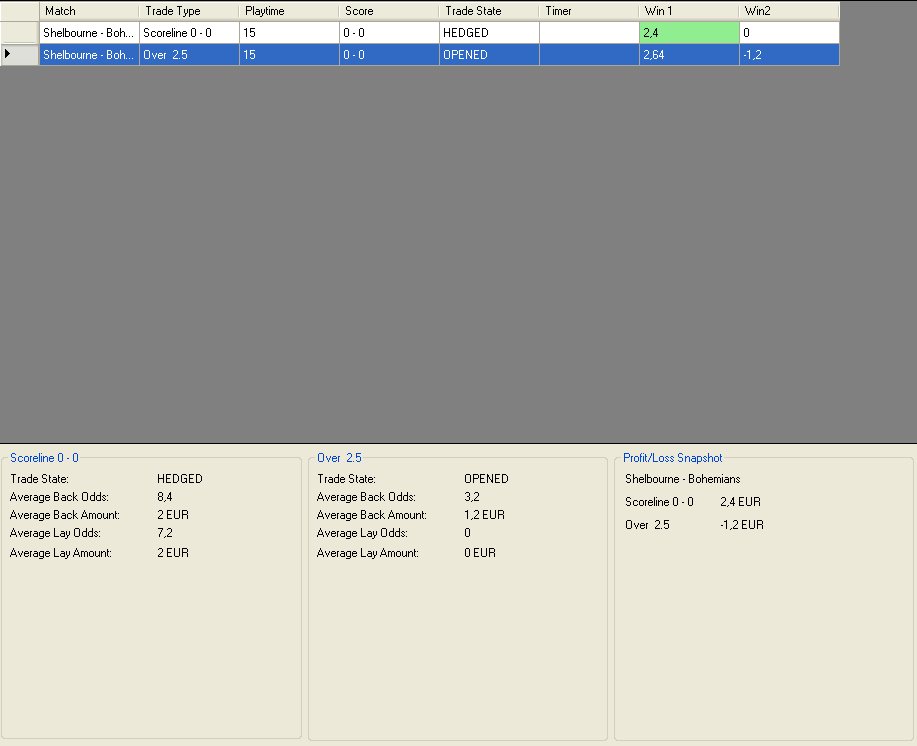 Match Trade Type Playtime Score Trade State Timer Win 1 Win2
Shelbourne - Boh... Scoreline 0 - 0 15 0 - 0 HEDGED 2,4 0
Shelbourne - Boh... Over 2.5 15 0 - 0 OPENED 2,64 -1,2
Scoreline 0 - 0
Trade State: HEDGED
Average Back Odds: 8,4
Average Back Amount: 2 EUR
Average Lay Odds: 7,2
Average Lay Amount: 2 EUR
Over 2.5
Trade State: OPENED
Average Back Odds: 3,2
Average Back Amount: 1,2 EUR
Average Lay Odds: 0
Average Lay Amount: 0 EUR
Profit/Loss Snapshot
Shelbourne - Bohemians
Scoreline 0 - 0 2,4 EUR
Over 2.5 -1,2 EUR